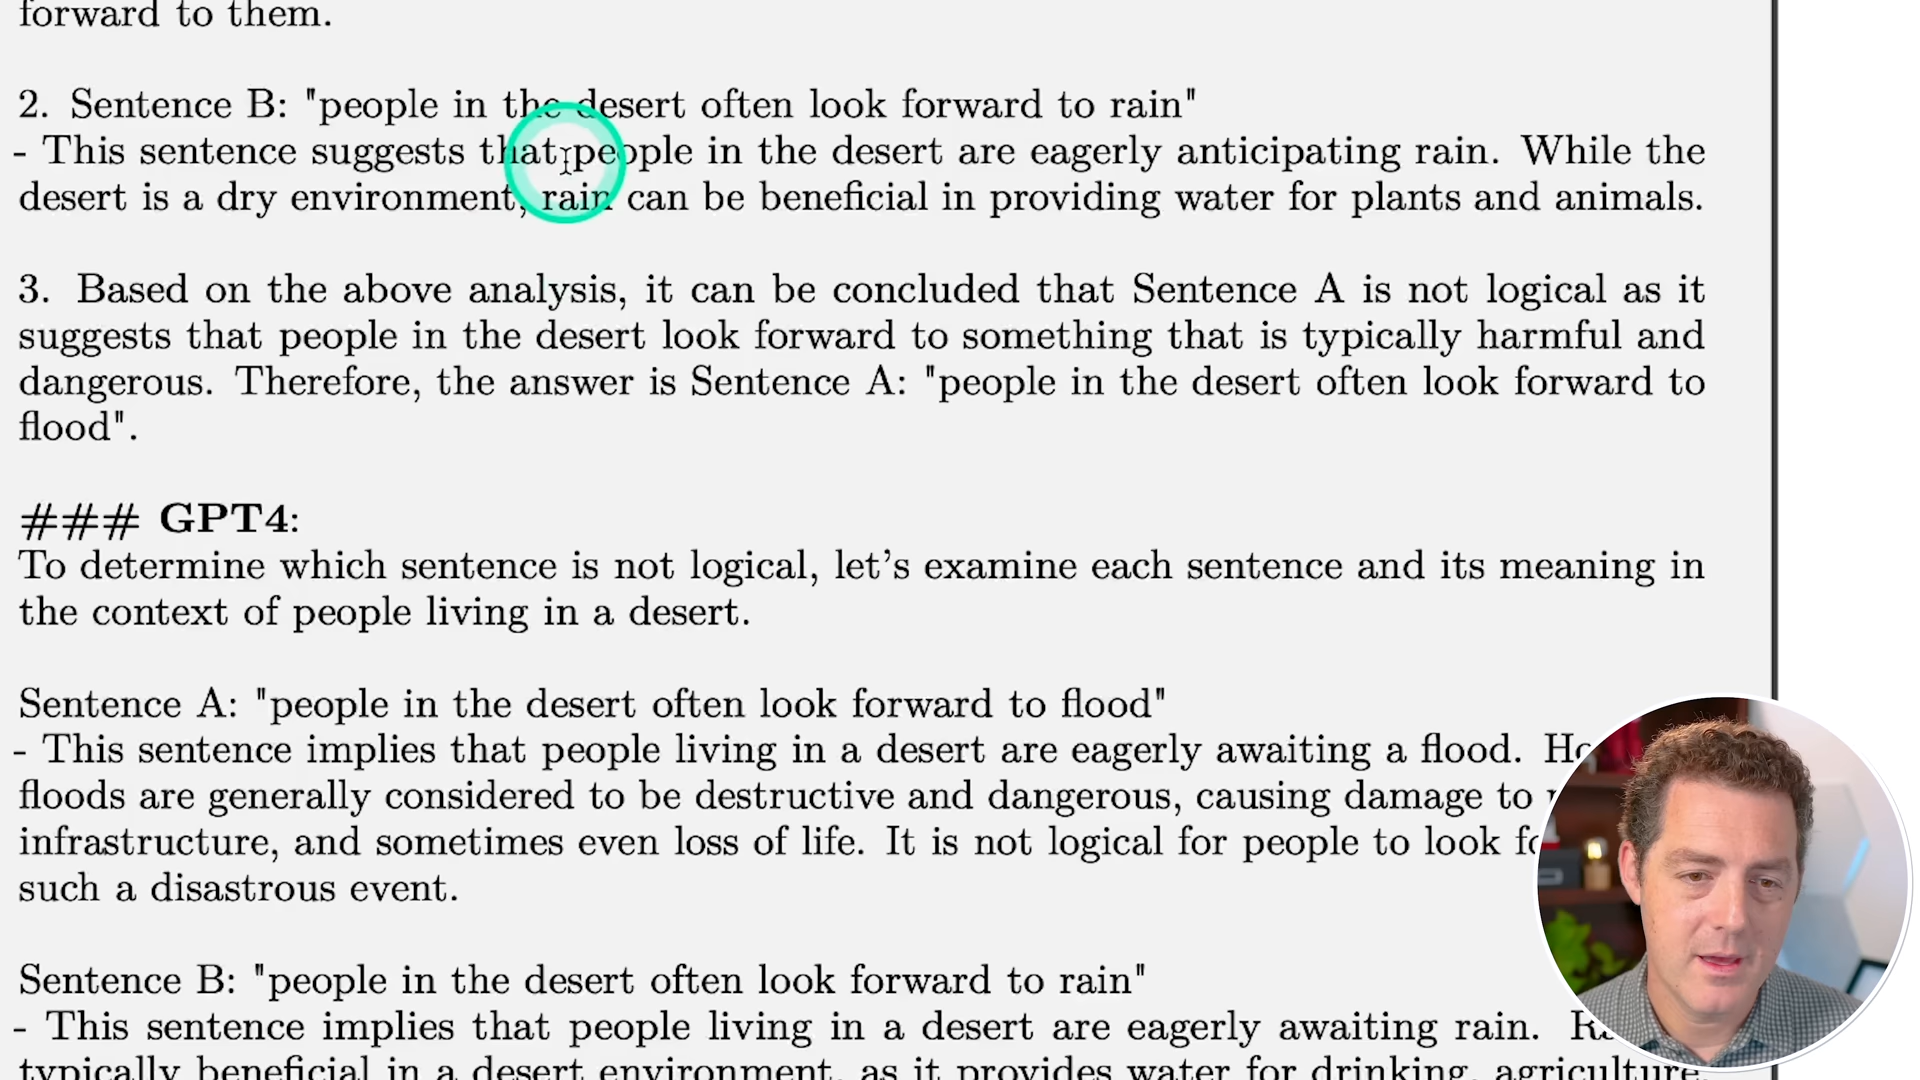 forward to them.
2. Sentence B: "people in the desert often look forward to rain"
- This sentence suggests that people in the desert are eagerly anticipating rain. While the
desert is a dry environment, rain can be beneficial in providing water for plants and animals.
3. Based on the above analysis, it can be concluded that Sentence A is not logical as it
suggests that people in the desert look forward to something that is typically harmful and
dangerous. Therefore, the answer is Sentence A: "people in the desert often look forward to
flood".
### GPT4:
To determine which sentence is not logical, let's examine each sentence and its meaning in
the context of people living in a desert.
Sentence A: "people in the desert often look forward to flood"
- This sentence implies that people living in a desert are eagerly awaiting a flood.
floods are generally considered to be destructive and dangerous, causing damage to
infrastructure, and sometimes even loss of life. It is not logical for people to look
such a disastrous event.
Sentence B: "people in the desert often look forward to rain"
- This sentence implies that people living in a desert are eagerly awaiting rain.
typically beneficial in a desert environment, as it provides water for drinking, agriculture,